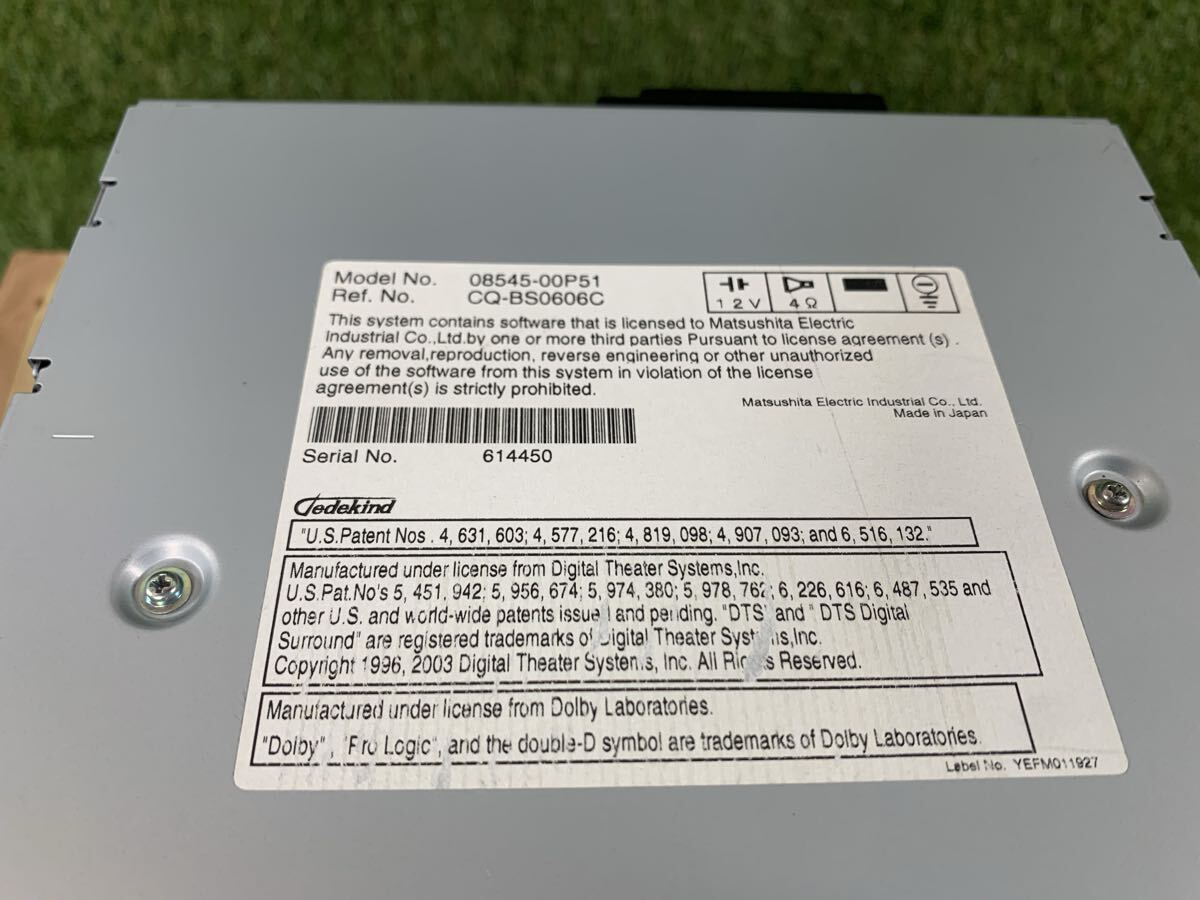 Model No. 08545-00P51
Ref. No. CQ-BS0606C
12V 4Ω
This system contains software that is licensed to Matsushita Electric
Industrial Co.,Ltd.by one or more third parties Pursuant to license agreement (s) .
Any removal,reproduction, reverse engineering or other unauthorized
use of the software from this system in violation of the license
agreement(s) is strictly prohibited.
Matsushita Electric Industrial Co., Ltd.
Made in Japan
Serial No. 614450
Gedekind
"U.S.Patent Nos . 4, 631, 603; 4, 577, 216; 4, 819, 098; 4, 907, 093; and 6, 516, 132."
Manufactured under license from Digital Theater Systems,Inc.
U.S.Pat.No's 5, 451, 942; 5, 956, 674; 5, 974, 380; 5, 978, 762; 6, 226, 616; 6, 487, 535 and
other U.S. and world-wide patents issued and pending. "DTS" and " DTS Digital
Surround" are registered trademarks of Digital Theater Systems,Inc.
Copyright 1996, 2003 Digital Theater Systems, Inc. All Rights Reserved.
Manufactured under license from Dolby Laboratories.
"Dolby" , "Pro Logic", and the double-D symbol are trademarks of Dolby Laboratories.
Label No. YEFM011927